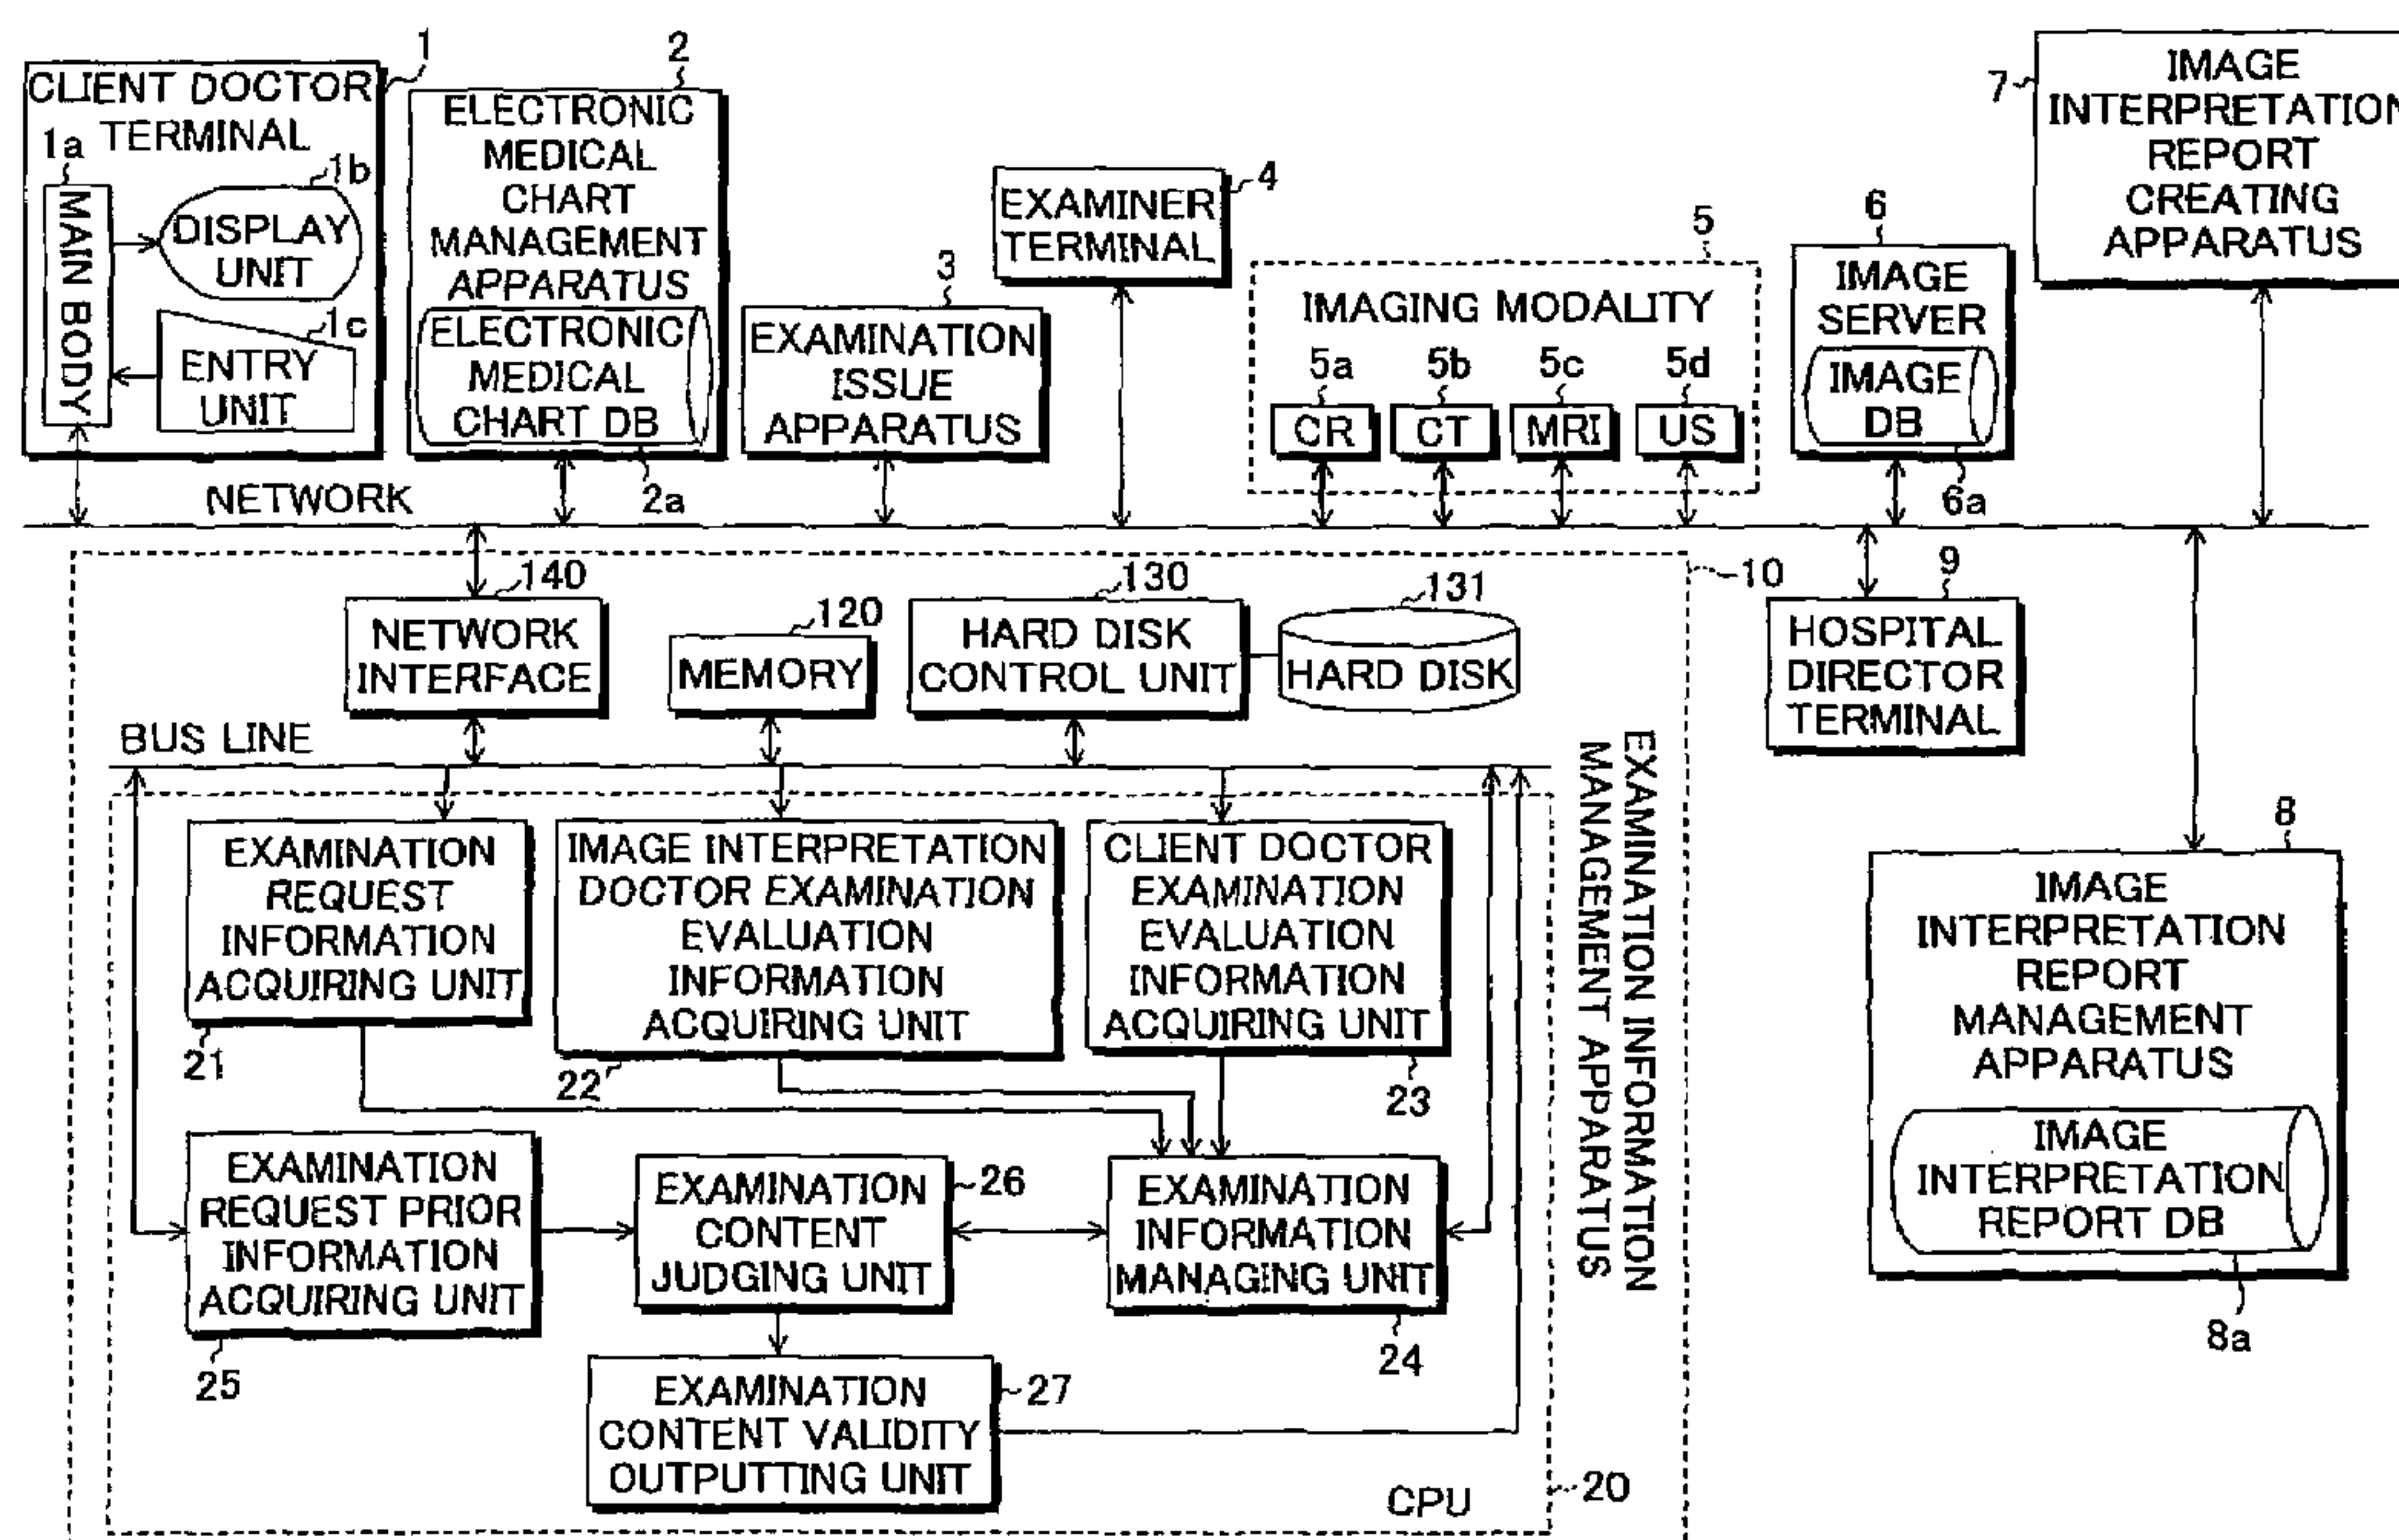 1
CLIENT DOCTOR
TERMINAL
1a
MAIN BODY
1b
DISPLAY
UNIT
1c
ENTRY
UNIT
2
ELECTRONIC
MEDICAL
CHART
MANAGEMENT
APPARATUS
ELECTRONIC
MEDICAL
CHART DB
2a
3
EXAMINATION
ISSUE
APPARATUS
EXAMINER
TERMINAL
4
5
IMAGING MODALITY
5a
5b
5c
5d
CR
CT
MRI
US
6
IMAGE
SERVER
IMAGE
DB
6a
7
IMAGE
INTERPRETATION
REPORT
CREATING
APPARATUS
NETWORK
10
140
NETWORK
INTERFACE
120
MEMORY
130
HARD DISK
CONTROL UNIT
131
HARD DISK
9
HOSPITAL
DIRECTOR
TERMINAL
BUS LINE
EXAMINATION INFORMATION
MANAGEMENT APPARATUS
EXAMINATION
REQUEST
INFORMATION
ACQUIRING UNIT
21
IMAGE INTERPRETATION
DOCTOR EXAMINATION
EVALUATION
INFORMATION
ACQUIRING UNIT
22
CLIENT DOCTOR
EXAMINATION
EVALUATION
INFORMATION
ACQUIRING UNIT
23
8
IMAGE
INTERPRETATION
REPORT
MANAGEMENT
APPARATUS
IMAGE
INTERPRETATION
REPORT DB
8a
EXAMINATION
REQUEST PRIOR
INFORMATION
ACQUIRING UNIT
25
EXAMINATION
CONTENT
JUDGING UNIT
26
EXAMINATION
INFORMATION
MANAGING UNIT
24
EXAMINATION
CONTENT VALIDITY
OUTPUTTING UNIT
27
CPU
20